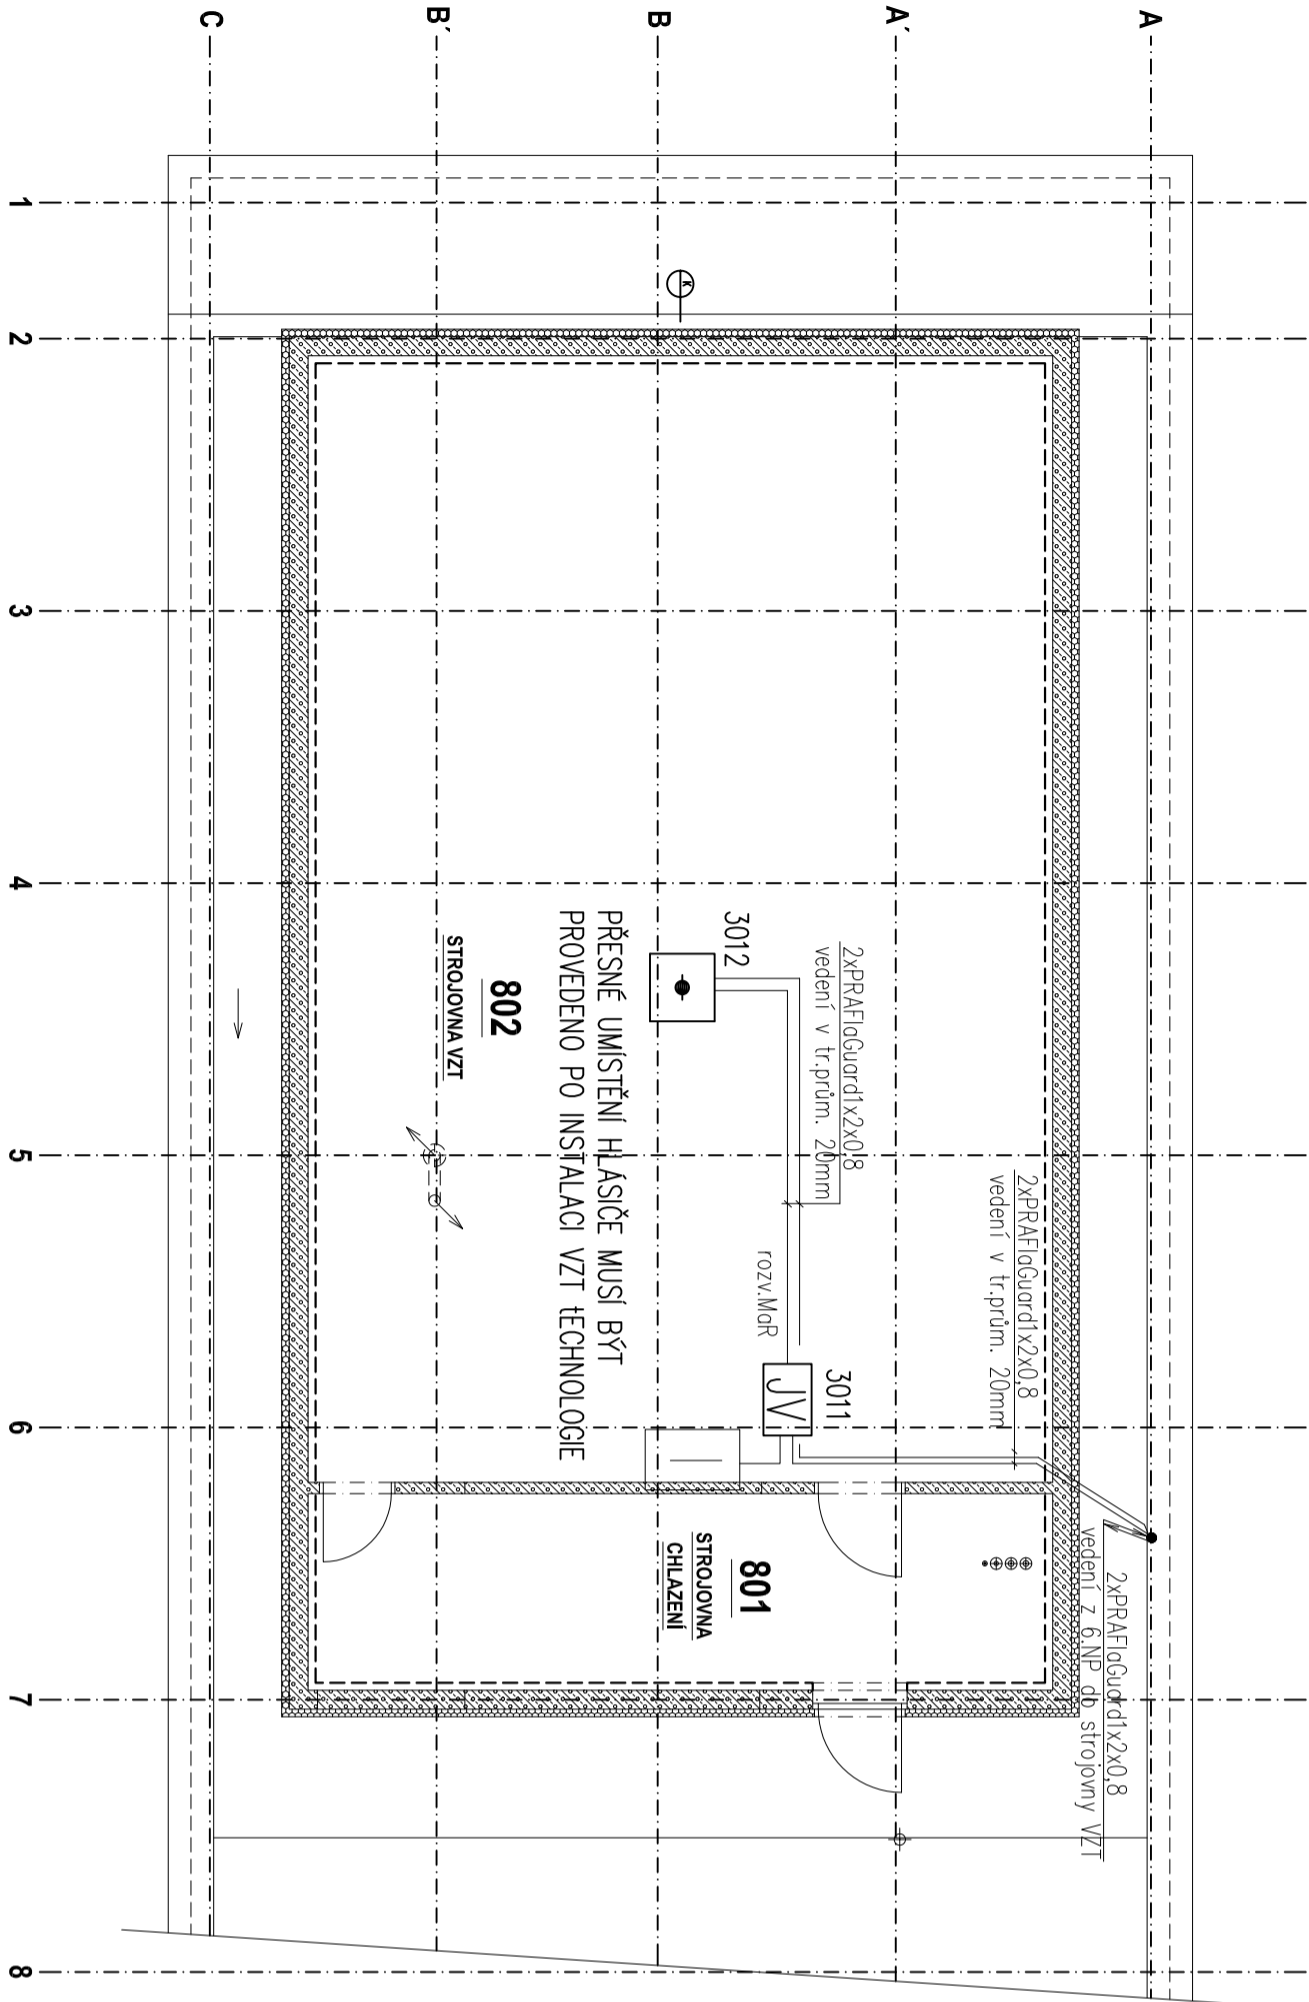 A
A´
B
B´
C
1
2
3
4
5
6
7
8
K
2xPRAFlaGuard1x2x0,8
vedení v tr.prům. 20mm
3012
PŘESNÉ UMÍSTĚNÍ HLÁSIČE MUSÍ BÝT
PROVEDENO PO INSTALACI VZT tECHNOLOGIE
802
STROJOVNA VZT
2xPRAFlaGuard1x2x0,8
vedení v tr.prům. 20mm
rozv.MaR
3011
JV
2xPRAFlaGuard1x2x0,8
vedení z 6.NP do strojovny VZT
801
STROJOVNA
CHLAZENÍ